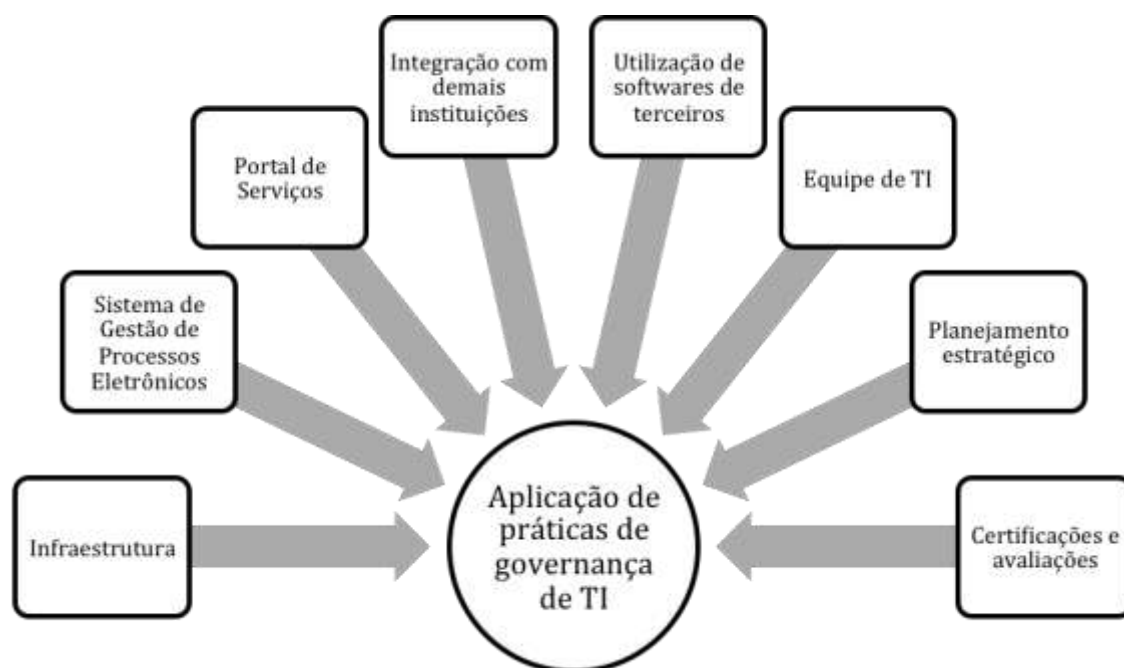 Integração com
demais
instituições
Utilização de
softwares de
terceiros
Portal de
Serviços
Equipe de TI
Sistema de
Gestão de
Processos
Eletrônicos
Planejamento
estratégico
Infraestrutura
Aplicação de
práticas de
governança
de TI
Certificações e
avaliações